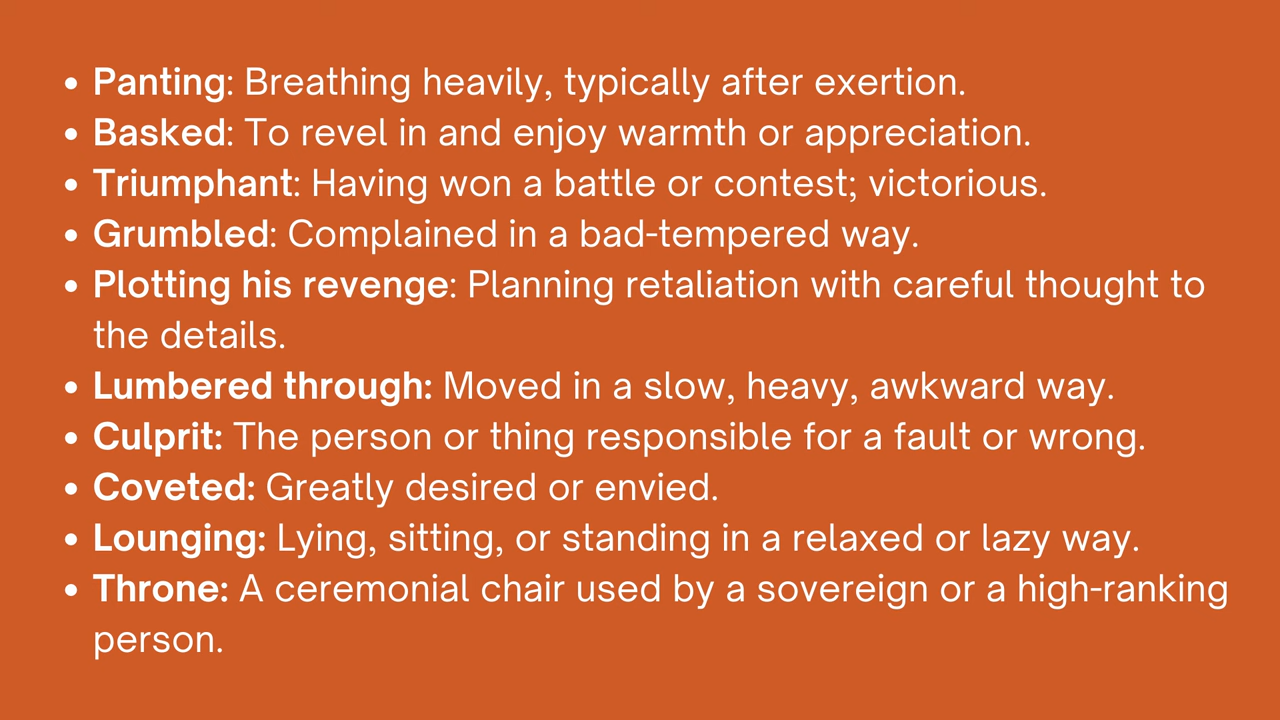 • Panting: Breathing heavily, typically after exertion.
• Basked: To revel in and enjoy warmth or appreciation.
• Triumphant: Having won a battle or contest; victorious.
• Grumbled: Complained in a bad-tempered way.
• Plotting his revenge: Planning retaliation with careful thought to
the details.
• Lumbered through: Moved in a slow, heavy, awkward way.
• Culprit: The person or thing responsible for a fault or wrong.
• Coveted: Greatly desired or envied.
• Lounging: Lying, sitting, or standing in a relaxed or lazy way.
• Throne: A ceremonial chair used by a sovereign or a high-ranking
person.